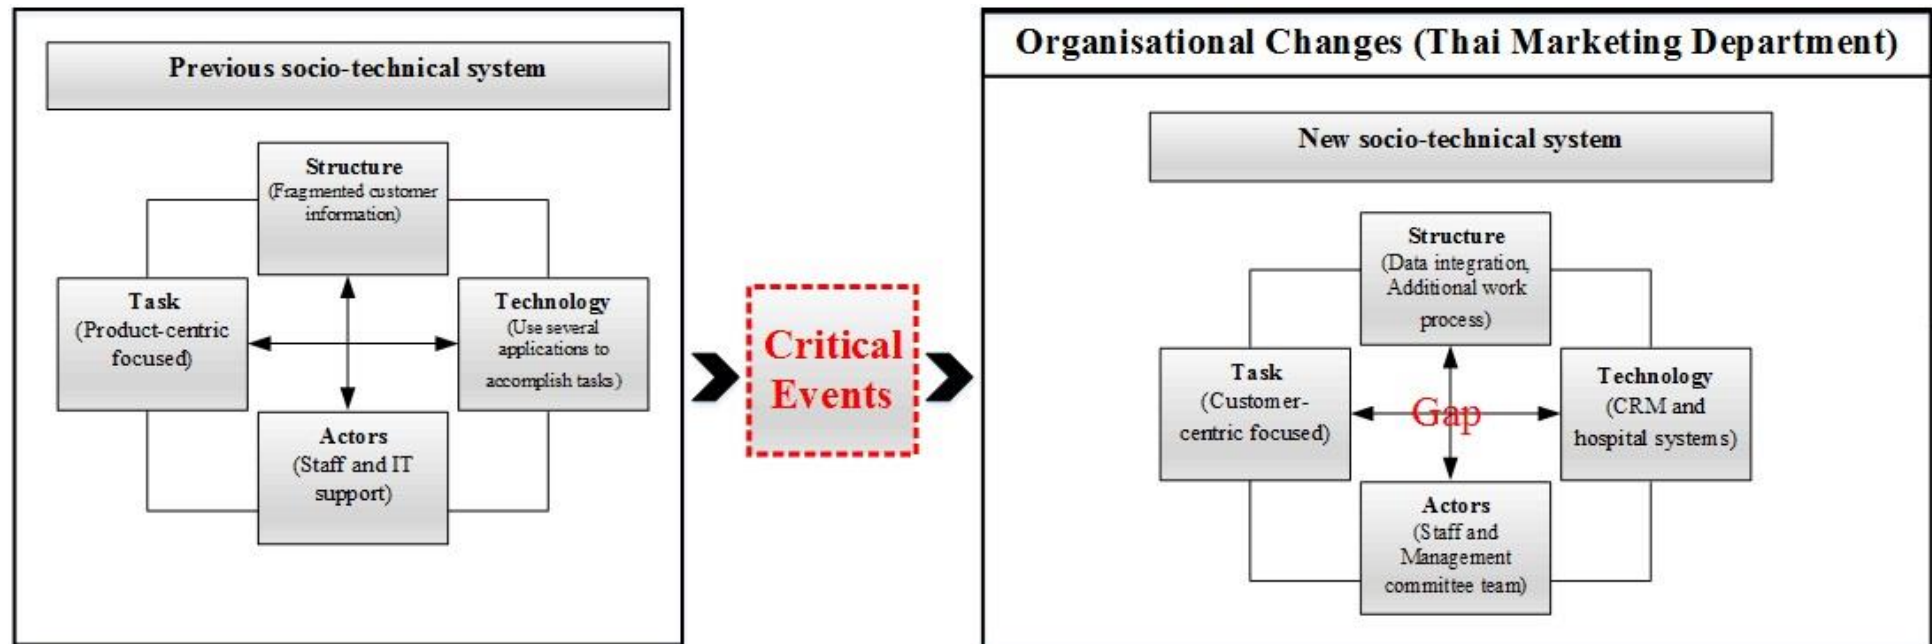 Previous socio-technical system
Structure
(Fragmented customer
information)
Task
(Product-centric
focused)
Technology
(Use several
applications to
accomplish tasks)
Actors
(Staff and IT
support)
Critical
Events
Organisational Changes (Thai Marketing Department)
New socio-technical system
Structure
(Data integration,
Additional work
process)
Task
(Customer-
centric focused)
Gap
Technology
(CRM and
hospital systems)
Actors
(Staff and
Management
committee team)